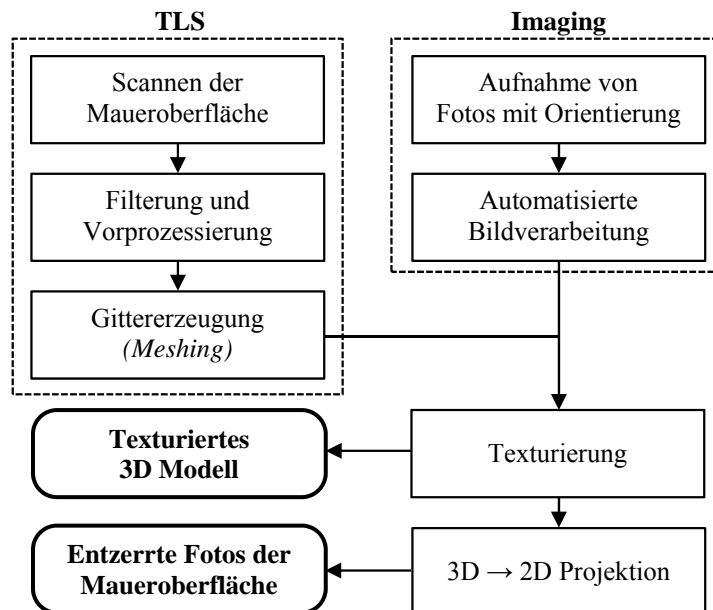 TLS
Scannen der
Maueroberfläche
Filterung und
Vorprozessierung
Gittererzeugung
(Meshing)
Imaging
Aufnahme von
Fotos mit Orientierung
Automatisierte
Bildverarbeitung
Texturierung
Texturiertes
3D Modell
3D → 2D Projektion
Entzerrte Fotos der
Maueroberfläche